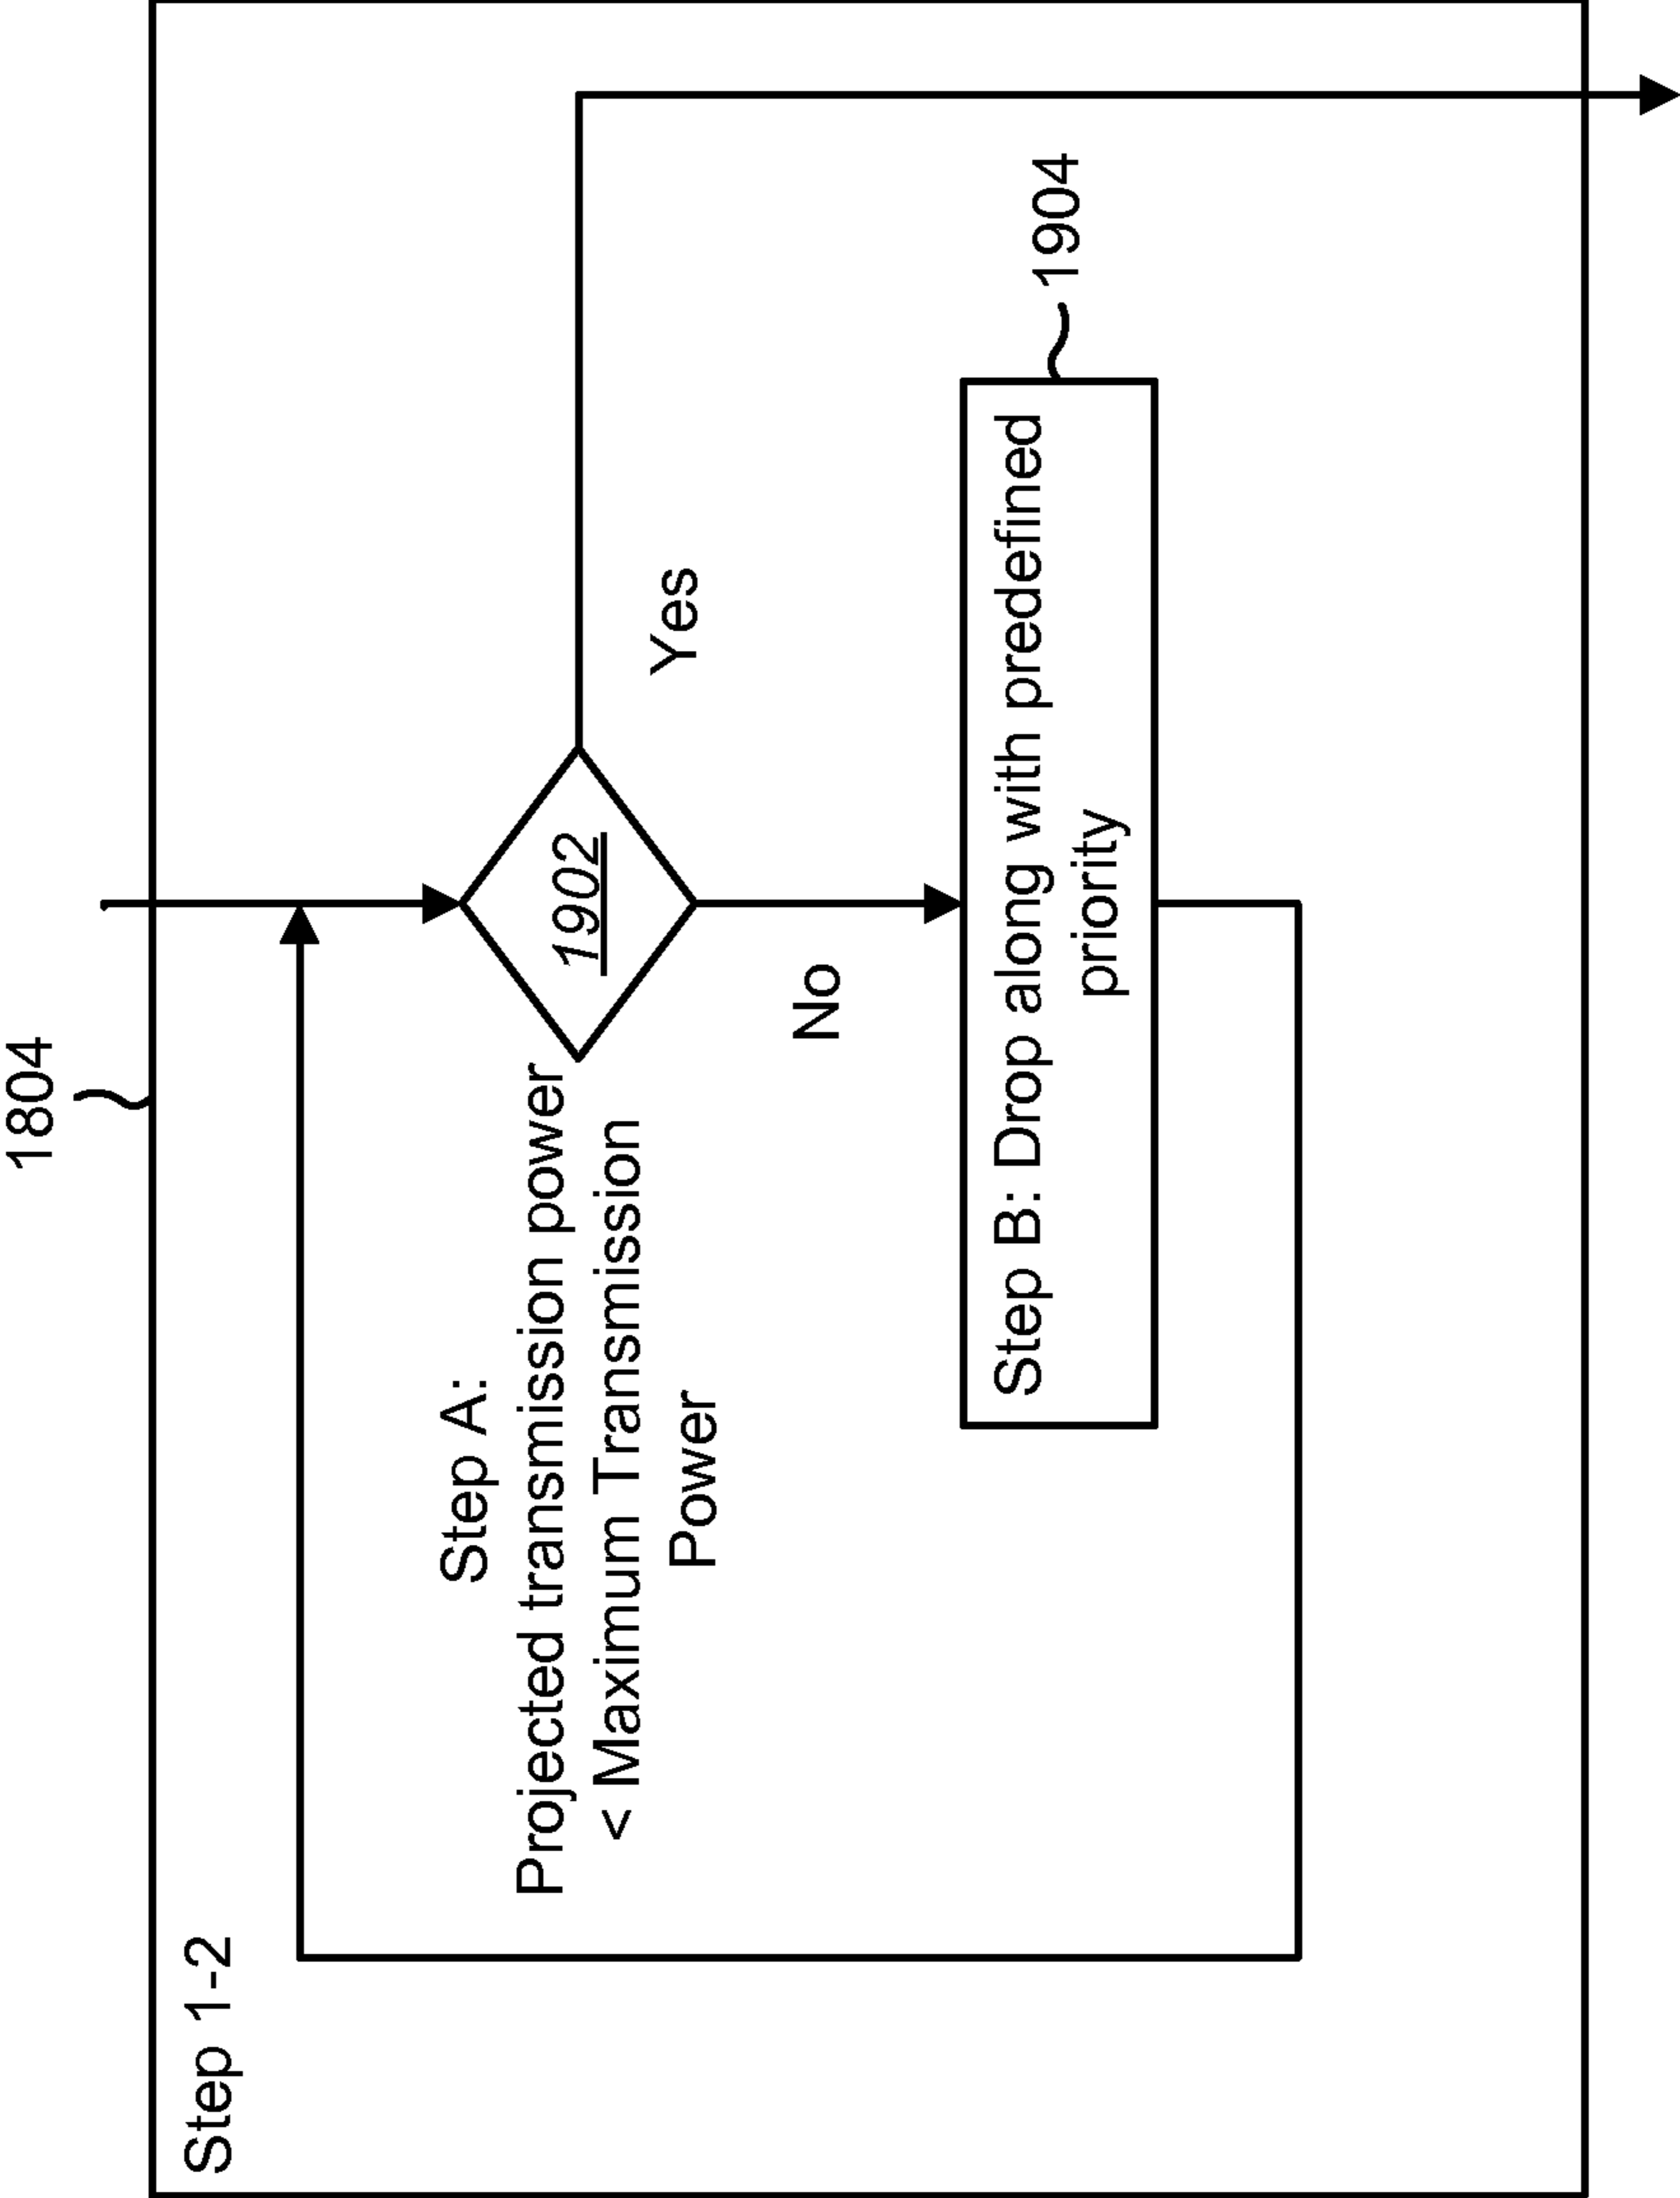 1804
Step 1-2
Step A:
Projected transmission power
< Maximum Transmission
Power
1902
Yes
No
Step B: Drop along with predefined
priority
1904